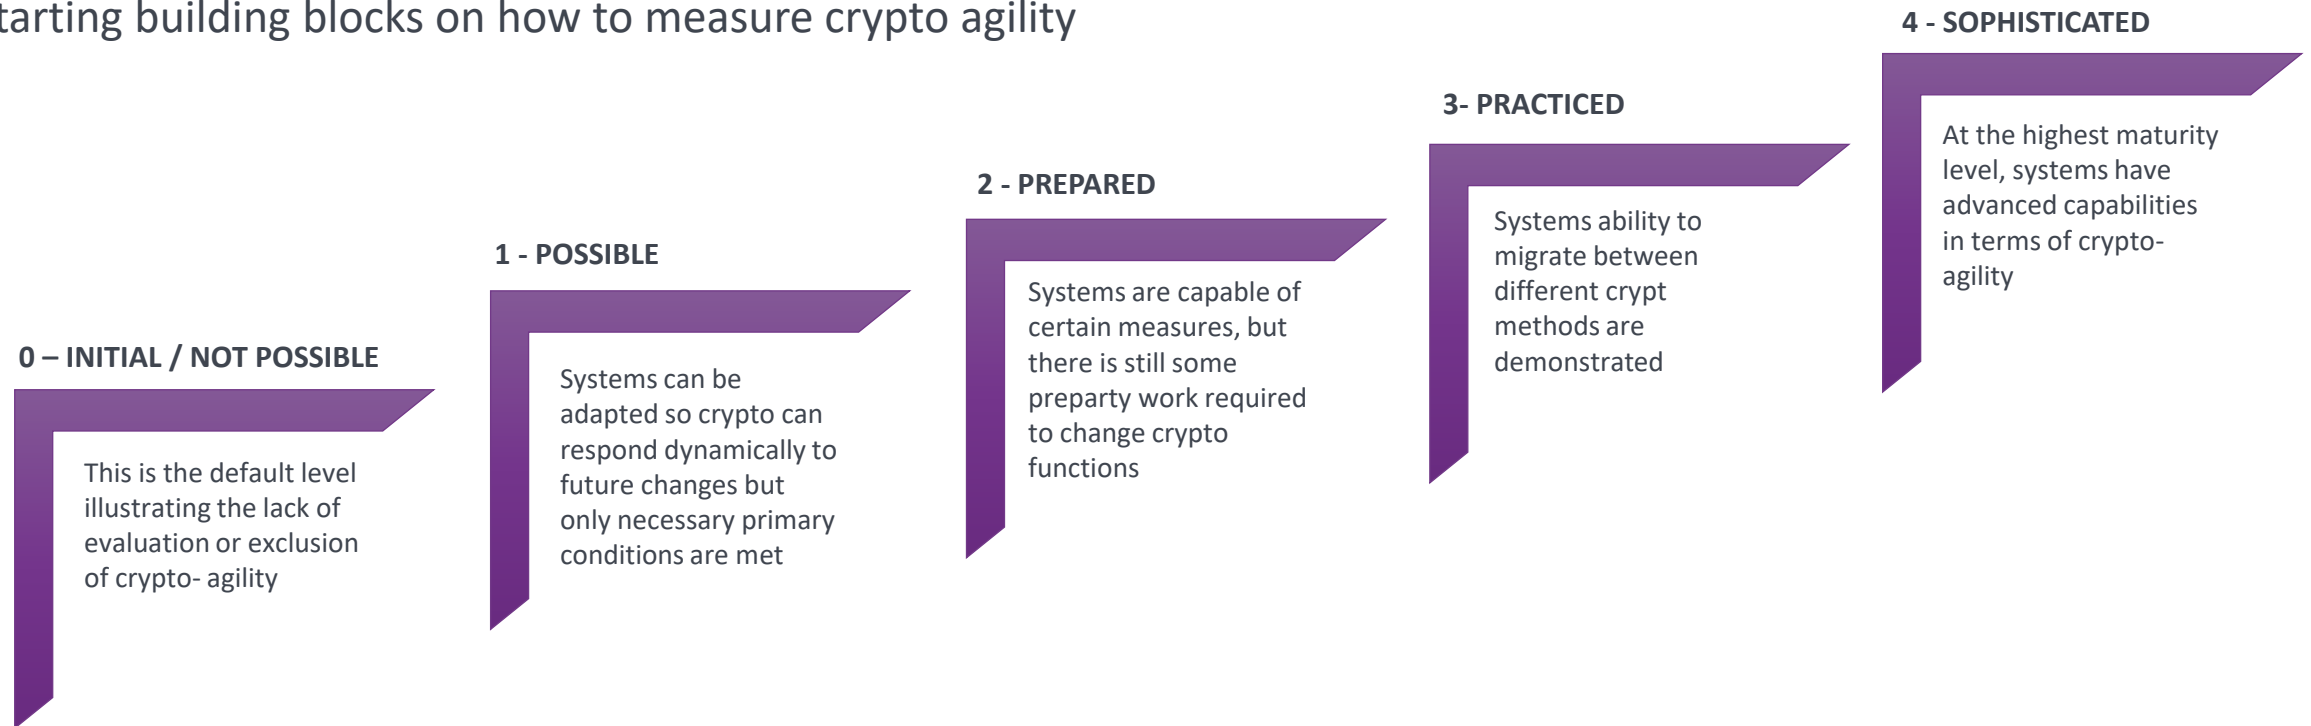 tarting building blocks on how to measure crypto agility
4 - SOPHISTICATED
At the highest maturity
level, systems have
advanced capabilities
in terms of crypto-
agility
3- PRACTICED
Systems ability to
migrate between
different crypt
methods are
demonstrated
2 - PREPARED
Systems are capable of
certain measures, but
there is still some
preparty work required
to change crypto
functions
1 - POSSIBLE
Systems can be
adapted so crypto can
respond dynamically to
future changes but
only necessary primary
conditions are met
0 – INITIAL / NOT POSSIBLE
This is the default level
illustrating the lack of
evaluation or exclusion
of crypto- agility